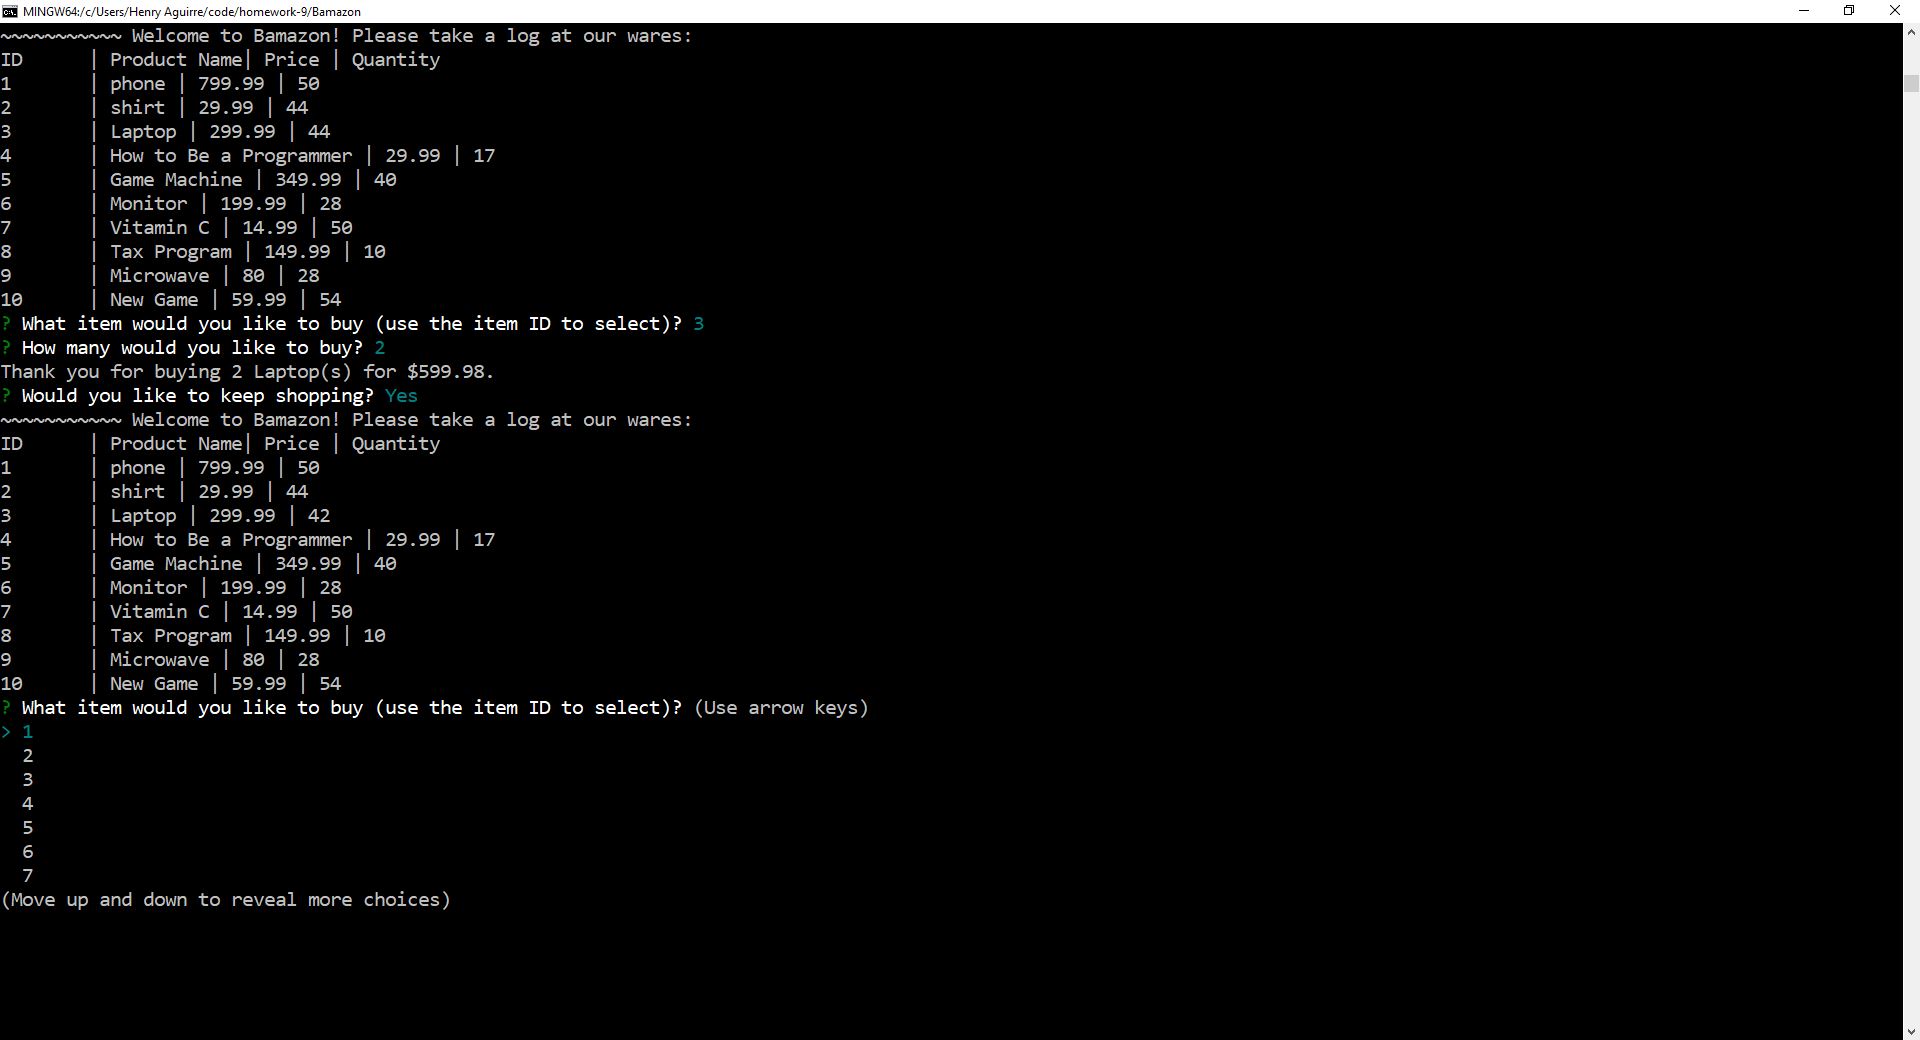 MINGW64:/c/Users/Henry Aguirre/code/homework-9/Bamazon
~~~~~~~~~~~ Welcome to Bamazon! Please take a log at our wares:
ID      | Product Name| Price | Quantity
1       | phone | 799.99 | 50
2       | shirt | 29.99 | 44
3       | Laptop | 299.99 | 44
4       | How to Be a Programmer | 29.99 | 17
5       | Game Machine | 349.99 | 40
6       | Monitor | 199.99 | 28
7       | Vitamin C | 14.99 | 50
8       | Tax Program | 149.99 | 10
9       | Microwave | 80 | 28
10      | New Game | 59.99 | 54
? What item would you like to buy (use the item ID to select)? 3
? How many would you like to buy? 2
Thank you for buying 2 Laptop(s) for $599.98.
? Would you like to keep shopping? Yes
~~~~~~~~~~~ Welcome to Bamazon! Please take a log at our wares:
ID      | Product Name| Price | Quantity
1       | phone | 799.99 | 50
2       | shirt | 29.99 | 44
3       | Laptop | 299.99 | 42
4       | How to Be a Programmer | 29.99 | 17
5       | Game Machine | 349.99 | 40
6       | Monitor | 199.99 | 28
7       | Vitamin C | 14.99 | 50
8       | Tax Program | 149.99 | 10
9       | Microwave | 80 | 28
10      | New Game | 59.99 | 54
? What item would you like to buy (use the item ID to select)? (Use arrow keys)
> 1
  2
  3
  4
  5
  6
  7
(Move up and down to reveal more choices)